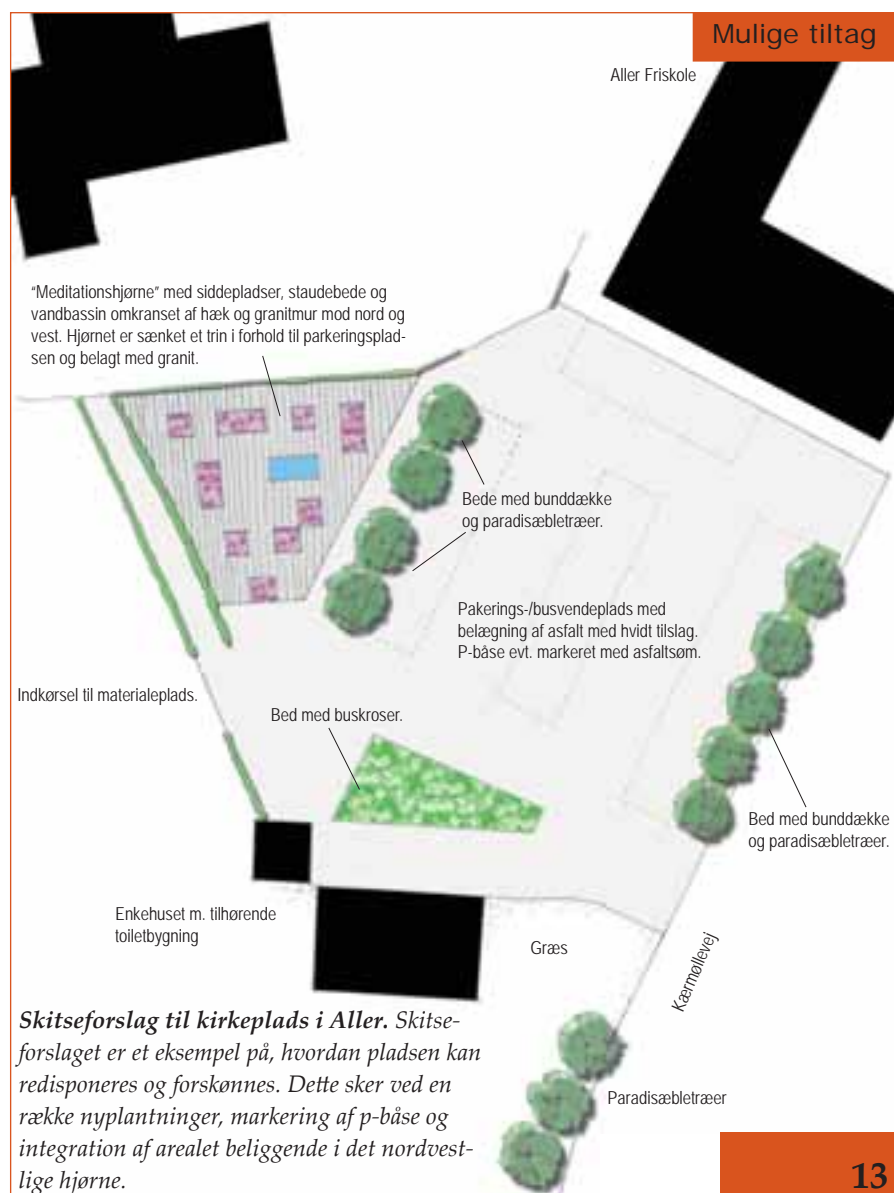 Mulige tiltag
Aller Friskole
"Meditationshjørne" med siddepladser, staudebede og
vandbassin omkranset af hæk og granitmur mod nord og
vest. Hjørnet er sænket et trin i forhold til parkeringsplad-
sen og belagt med granit.
Bede med bunddække
og paradisæbletræer.
Pakerings-/busvendeplads med
belægning af asfalt med hvidt tilslag.
P-båse evt. markeret med asfaltsøm.
Indkørsel til materialeplads.
Bed med buskroser.
Bed med bunddække
og paradisæbletræer.
Enkehuset m. tilhørende
toiletbygning
Græs
Kærmøllevej
Skitseforslag til kirkeplads i Aller. Skitse-
forslaget er et eksempel på, hvordan pladsen kan
redisponeres og forskønnes. Dette sker ved en
række nyplantninger, markering af p-båse og
integration af arealet beliggende i det nordvest-
lige hjørne.
Paradisæbletræer
13